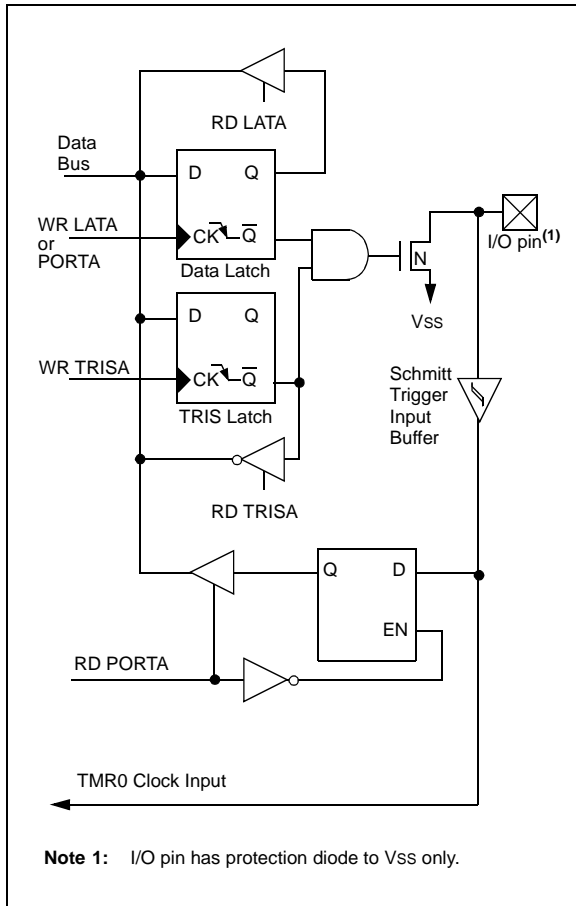 RD LATA
Data
Bus
D Q
WR LATA
or
PORTA
CK Q
Data Latch
N
I/O pin(1)
VSS
D Q
WR TRISA
CK Q
TRIS Latch
Schmitt
Trigger
Input
Buffer
RD TRISA
Q D
EN
RD PORTA
TMR0 Clock Input
Note 1: I/O pin has protection diode to VSS only.